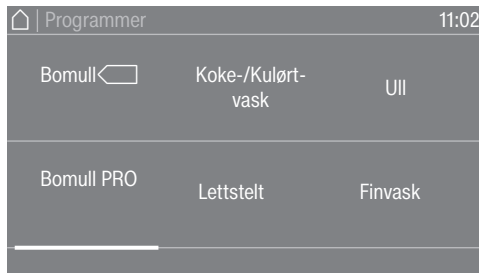 Programmer 11:02
Bomull Koke-/Kulørt- Ull
vask
Bomull PRO Lettstelt Finvask